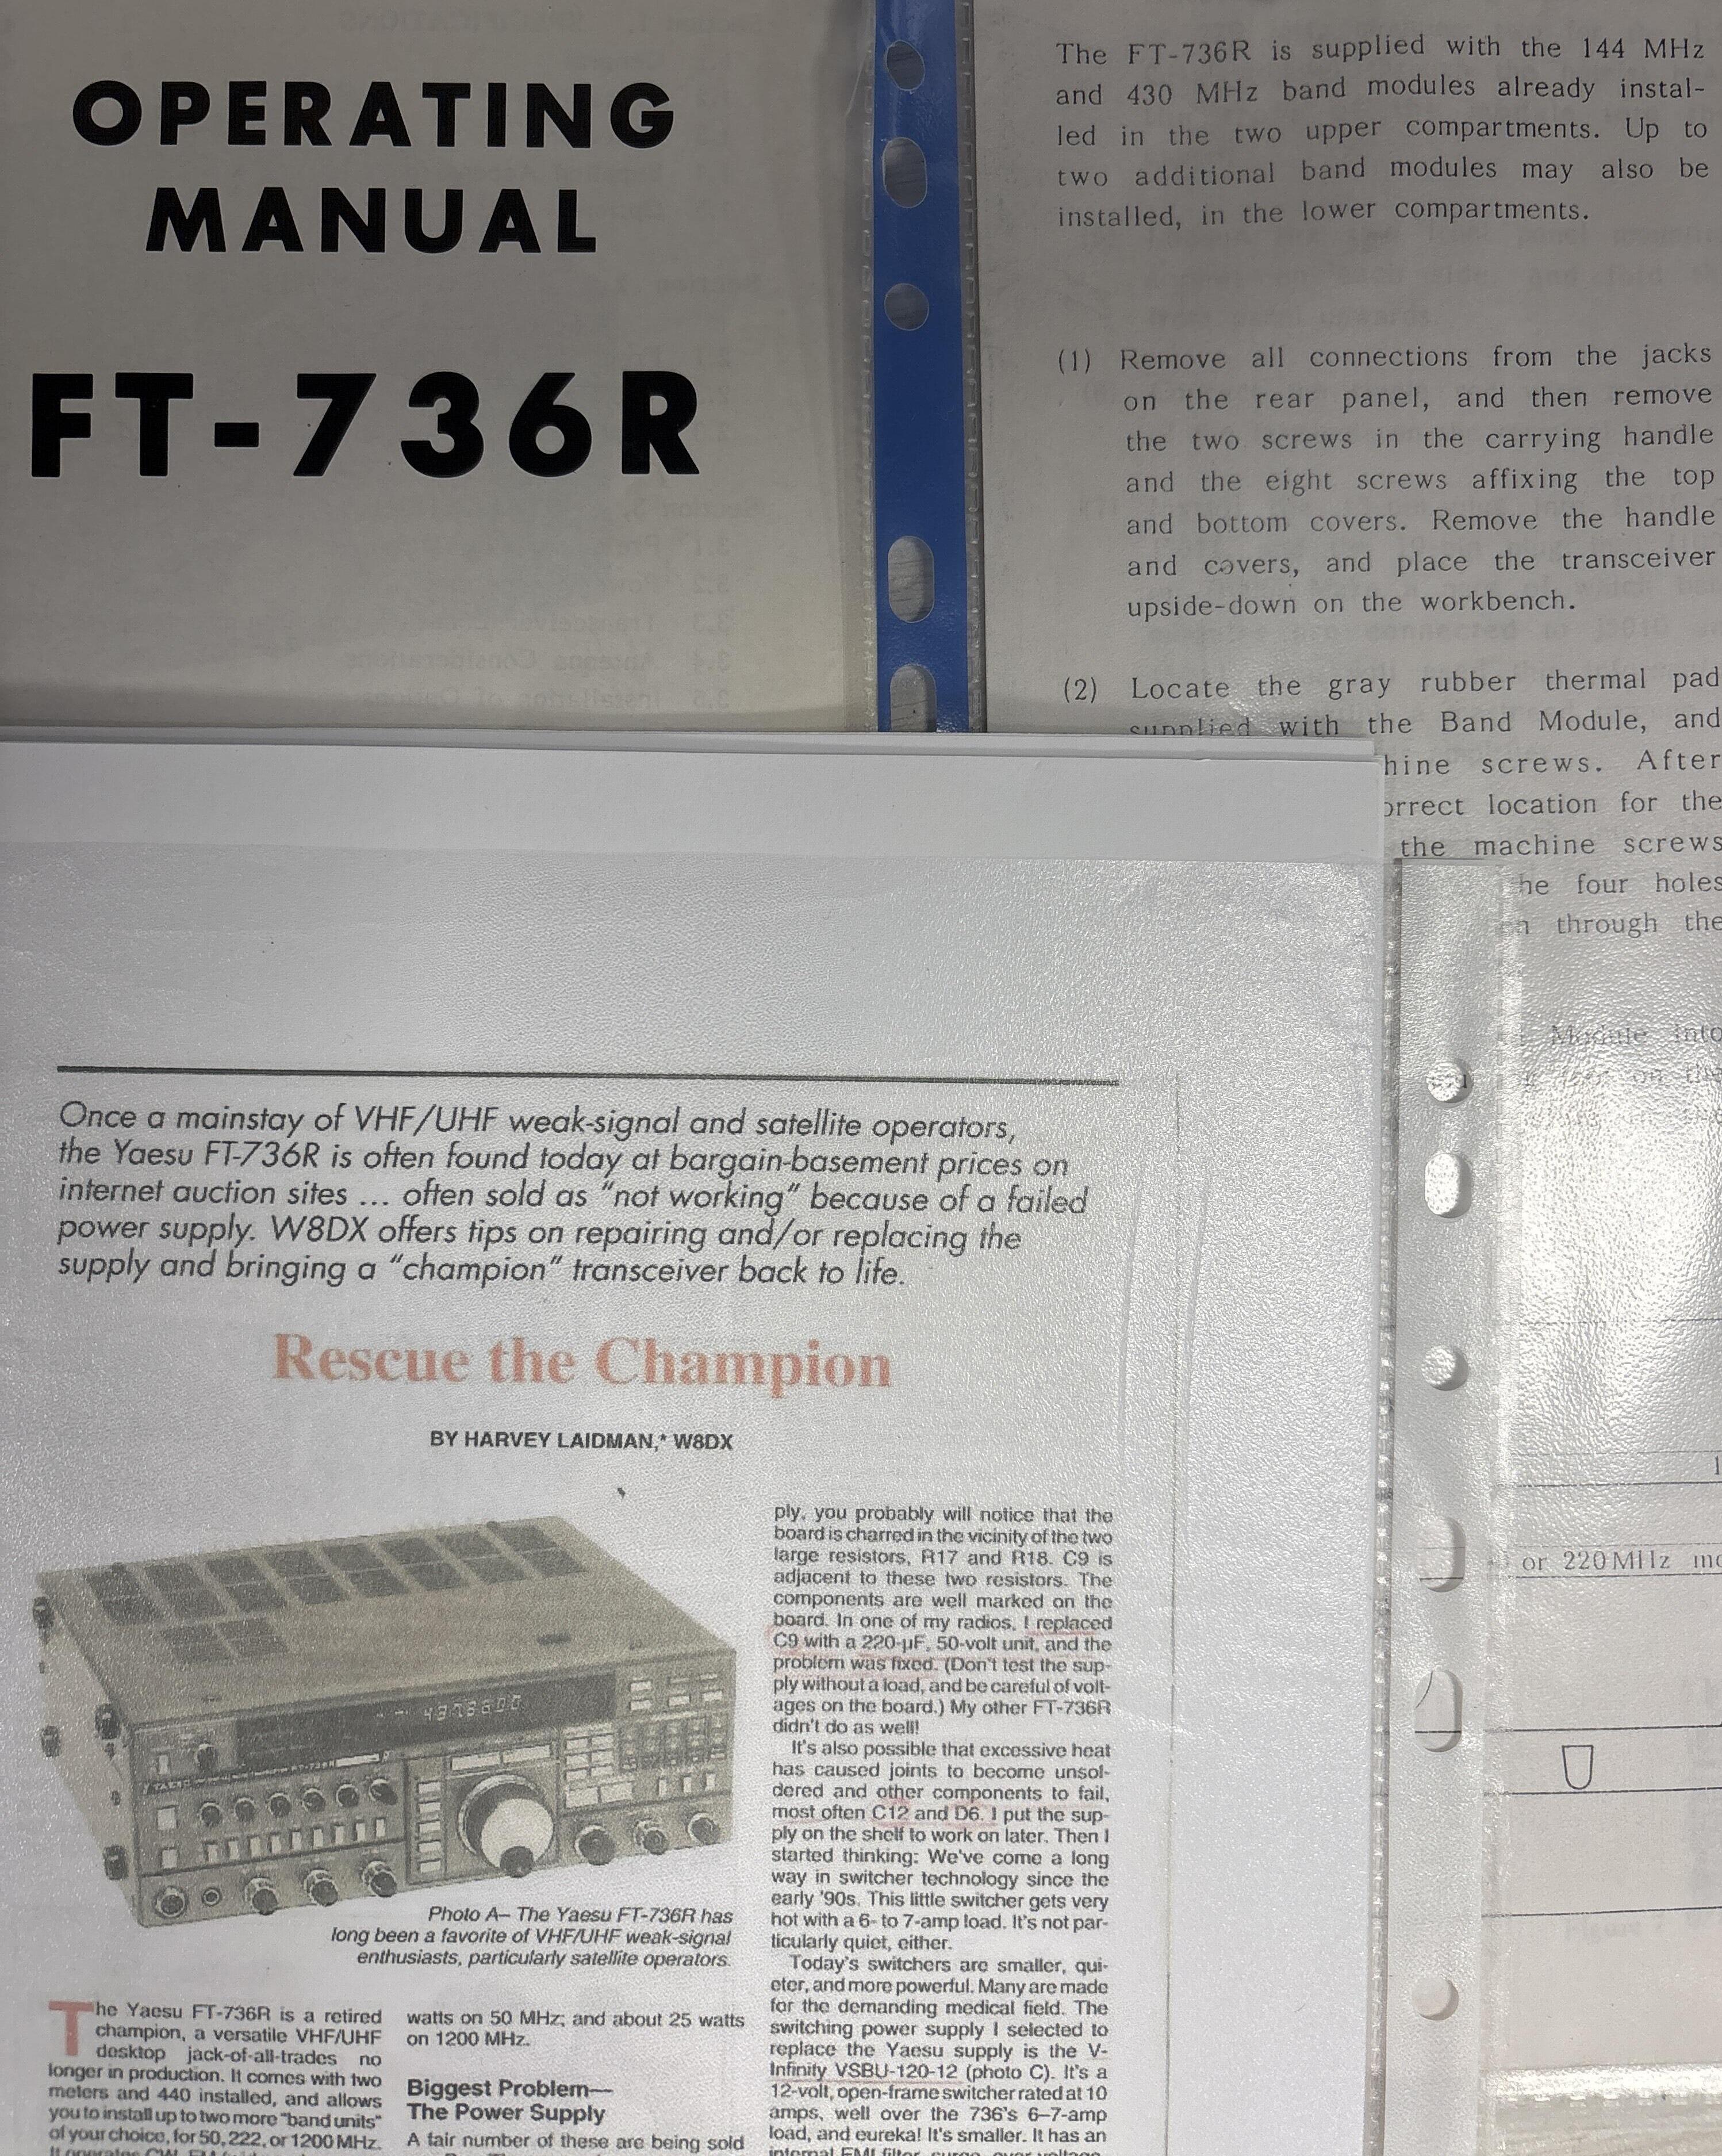 OPERATING
MANUAL
FT-736R
The FT-736R is supplied with the 144 MHz
and 430 MHz band modules already instal-
led in the two upper compartments. Up to
two additional band modules may also be
installed, in the lower compartments.
(1) Remove all connections from the jacks
on the rear panel, and then remove
the two screws in the carrying handle
and the eight screws affixing the top
and bottom covers. Remove the handle
and covers, and place the transceiver
upside-down on the workbench.
(2) Locate the gray rubber thermal pad
supplied with the Band Module, and
hine screws. After
orrect location for the
the machine screws
he four holes
through the
Module into
on the
or 220MHz
Once a mainstay of VHF/UHF weak-signal and satellite operators,
the Yaesu FT-736R is often found today at bargain-basement prices on
internet auction sites ... often sold as "not working" because of a failed
power supply. W8DX offers tips on repairing and/or replacing the
supply and bringing a "champion" transceiver back to life.
Rescue the Champion
BY HARVEY LAIDMAN,* W8DX
Photo A– The Yaesu FT-736R has
long been a favorite of VHF/UHF weak-signal
enthusiasts, particularly satellite operators.
The Yaesu FT-736R is a retired
champion, a versatile VHF/UHF
desktop jack-of-all-trades no
longer in production. It comes with two
meters and 440 installed, and allows
you to install up to two more "band units"
of your choice, for 50, 222, or 1200 MHz.
watts on 50 MHz; and about 25 watts
on 1200 MHz.
Biggest Problem—
The Power Supply
A fair number of these are being sold
ply, you probably will notice that the
board is charred in the vicinity of the two
large resistors, R17 and R18. C9 is
adjacent to these two resistors. The
components are well marked on the
board. In one of my radios, I replaced
C9 with a 220-µF, 50-volt unit, and the
problem was fixed. (Don't test the sup-
ply without a load, and be careful of volt-
ages on the board.) My other FT-736R
didn't do as well!
It's also possible that excessive heat
has caused joints to become unsol-
dered and other components to fail,
most often C12 and D6. I put the sup-
ply on the shelf to work on later. Then I
started thinking: We've come a long
way in switcher technology since the
early '90s. This little switcher gets very
hot with a 6- to 7-amp load. It's not par-
ticularly quiet, either.
Today's switchers are smaller, qui-
eter, and more powerful. Many are made
for the demanding medical field. The
switching power supply I selected to
replace the Yaesu supply is the V-
Infinity VSBU-120-12 (photo C). It's a
12-volt, open-frame switcher rated at 10
amps, well over the 736's 6–7-amp
load, and eureka! It's smaller. It has an